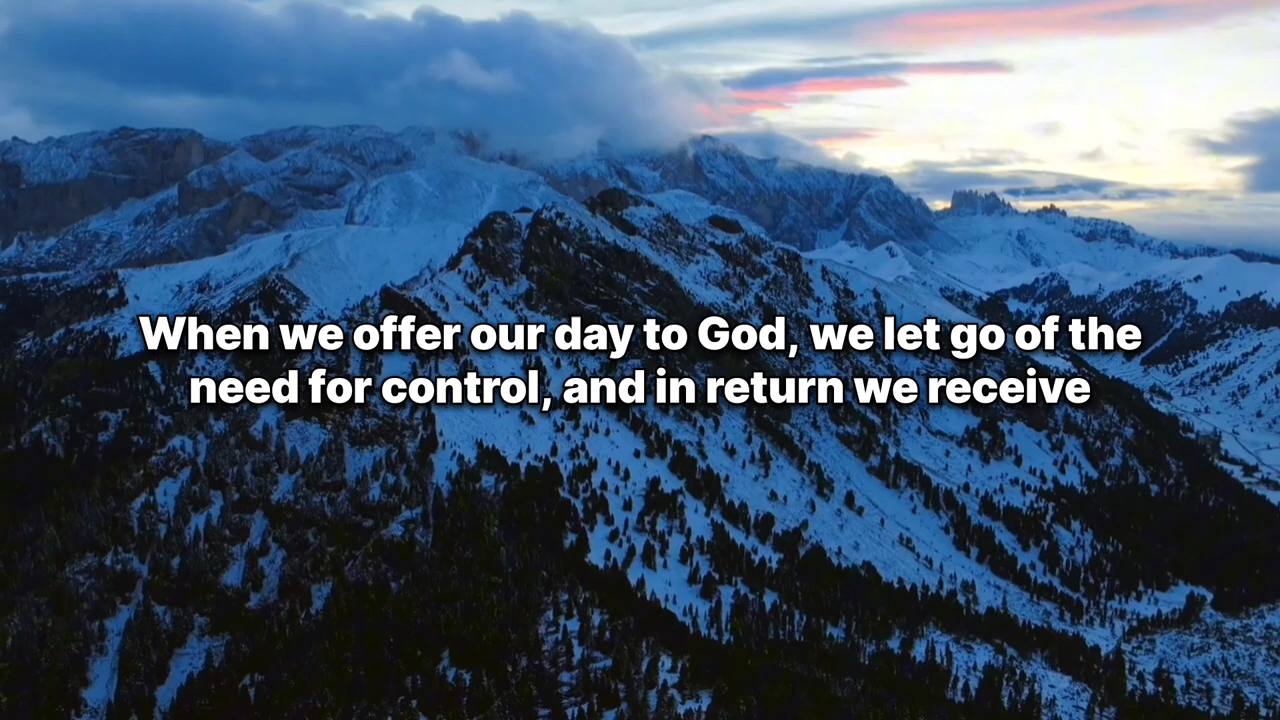 When we offer our day to God, we let go of the
need for control, and in return we receive